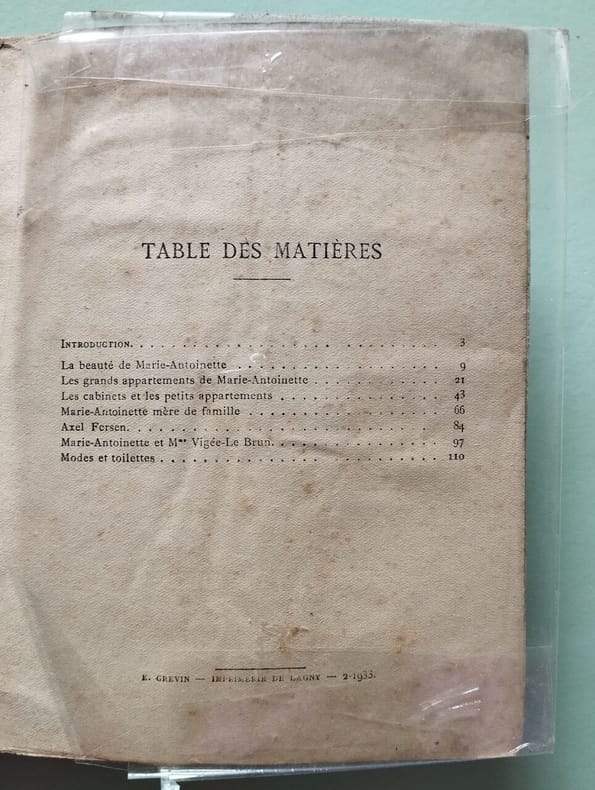 TABLE DES MATIÈRES
INTRODUCTION. . . . . . . . . . . . . . . . . . . . . . 3
La beauté de Marie-Antoinette . . . . . . . . . . . . . . 9
Les grands appartements de Marie-Antoinette . . . . . . . . . 21
Les cabinets et les petits appartements . . . . . . . . . . . 43
Marie-Antoinette mère de famille . . . . . . . . . . . . . 66
Axel Fersen. . . . . . . . . . . . . . . . . . . . . . 84
Marie-Antoinette et Mme Vigée-Le Brun. . . . . . . . . . . 97
Modes et toilettes . . . . . . . . . . . . . . . . . . . 110
E. GREVIN — IMPRIMERIE DE LAGNY — 2-1933.